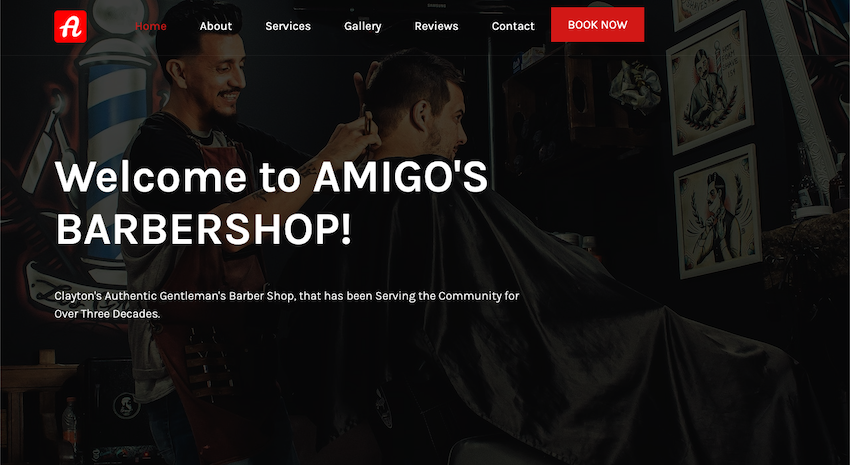 A
Home
About
Services
Gallery
Reviews
Contact
BOOK NOW
Welcome to AMIGO'S
BARBERSHOP!
Clayton's Authentic Gentleman's Barber Shop, that has been Serving the Community for
Over Three Decades.